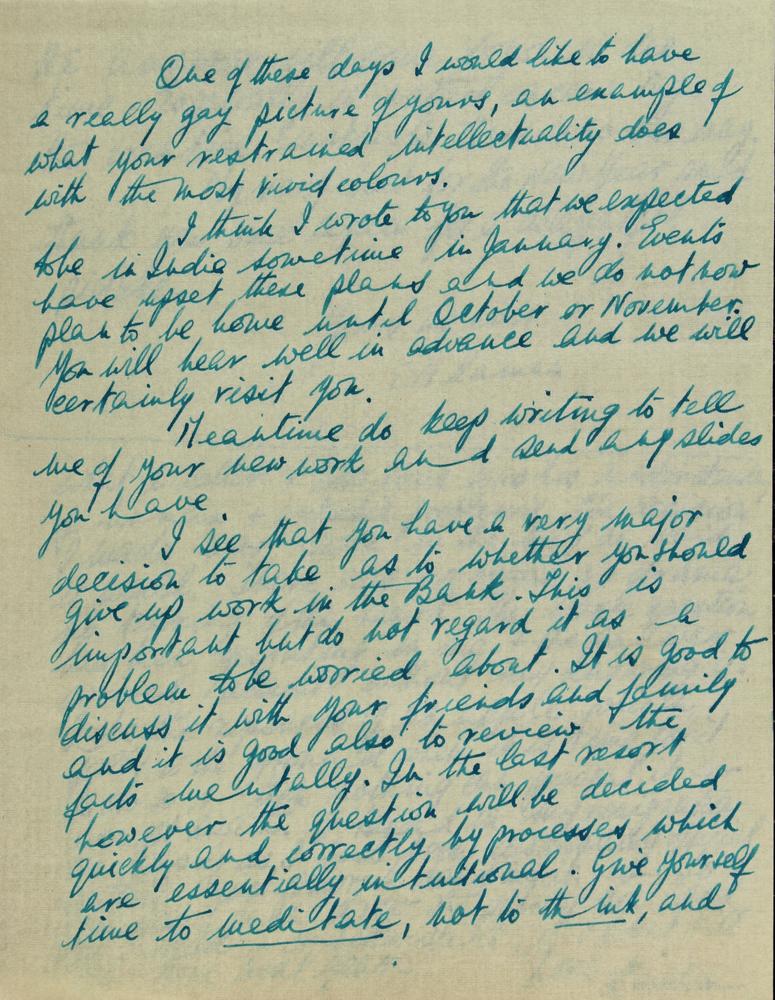 One of these days I would like to have
a really gay picture of yours, an example of
what your restrained intellectuality does
with the most vivid colours.
I think I wrote to you that we expected
to be in India sometime in January. Events
have upset these plans and we do not now
plan to be home until October or November.
You will hear well in advance and we will
certainly visit you.
Meantime do keep writing to tell
me of your new work and send any slides
you have
I see that you have a very major
decision to take as to whether you should
give up work in the Bank. This is
important but do not regard it as a
problem to be worried about. It is good to
discuss it with your friends and family
and it is good also to review the
facts mentally. In the last resort
however the question will be decided
quickly and correctly by processes which
are essentially intuitional. Give yourself
time to meditate, not to think, and